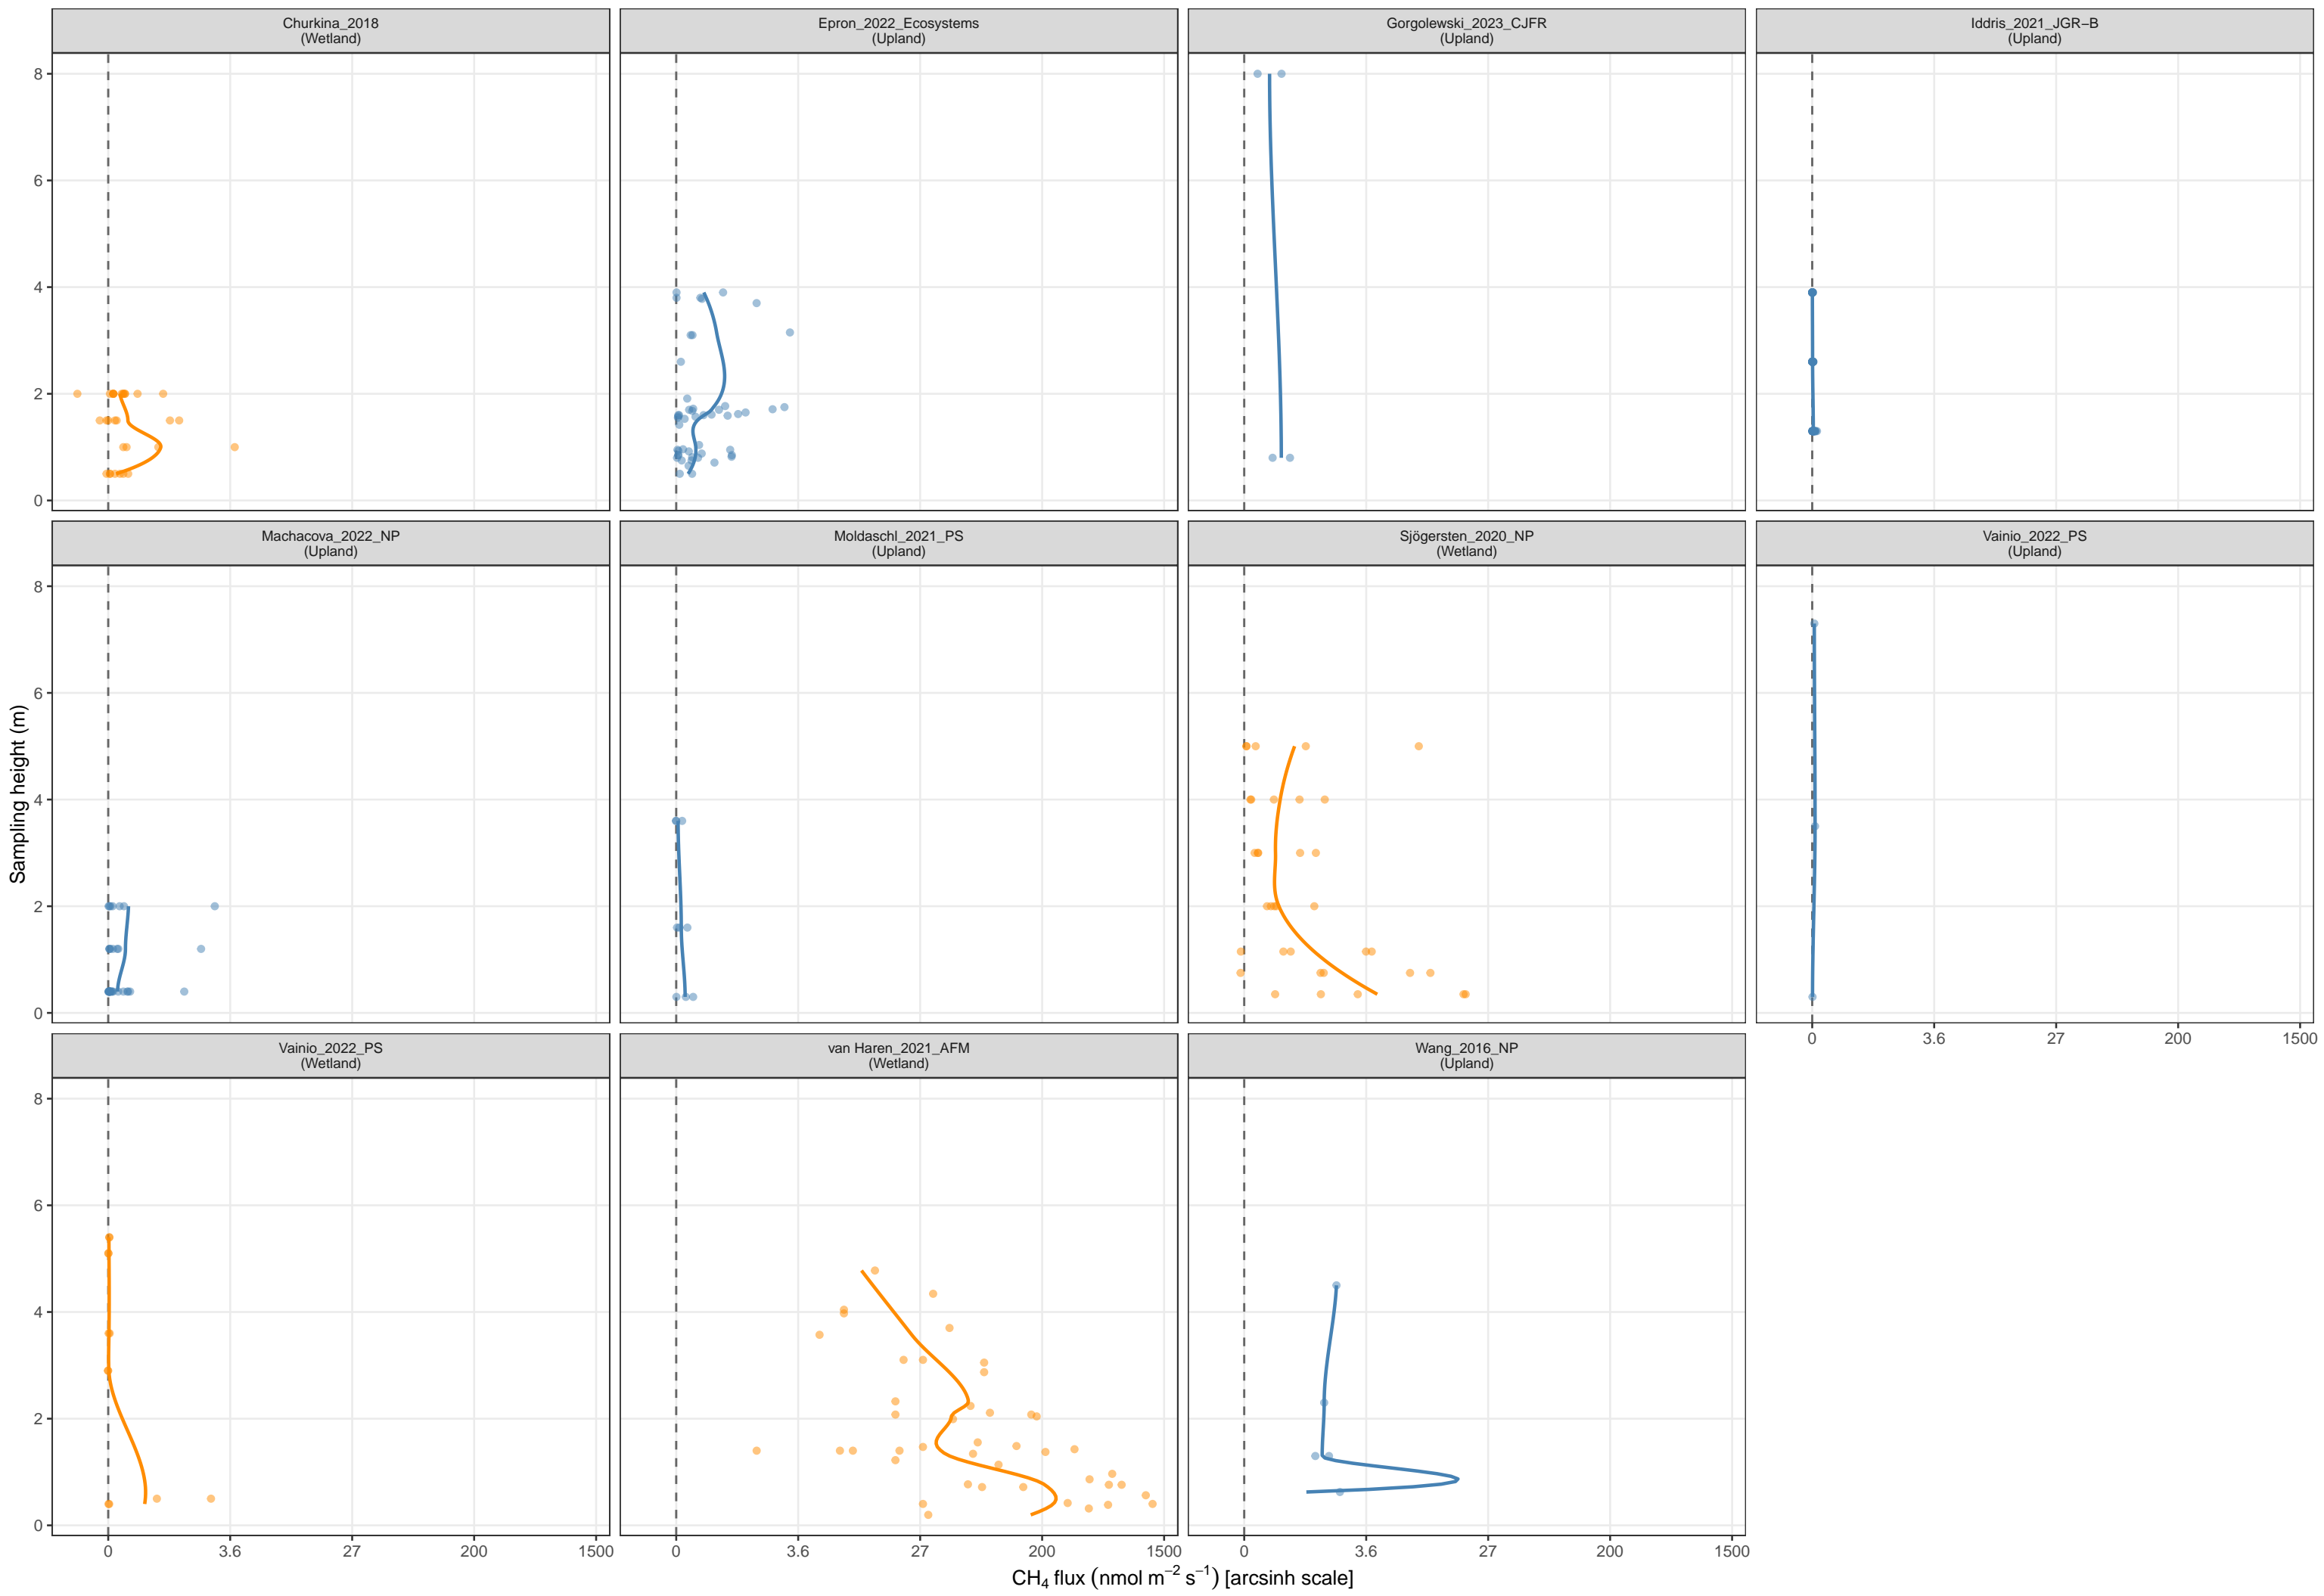 Churkina_2018
(Wetland)
Epron_2022_Ecosystems
(Upland)
Gorgolewski_2023_CJFR
(Upland)
Iddris_2021_JGR−B
(Upland)
8
6
4
2
0
Machacova_2022_NP
(Upland)
Moldaschl_2021_PS
(Upland)
Sjögersten_2020_NP
(Wetland)
Vainio_2022_PS
(Upland)
8
6
4
2
0
0 3.6 27 200 1500
Vainio_2022_PS
(Wetland)
van Haren_2021_AFM
(Wetland)
Wang_2016_NP
(Upland)
8
6
4
2
0
0 3.6 27 200 1500
0 3.6 27 200 1500
0 3.6 27 200 1500
Sampling height (m)
CH₄ flux (nmol m⁻² s⁻¹) [arcsinh scale]